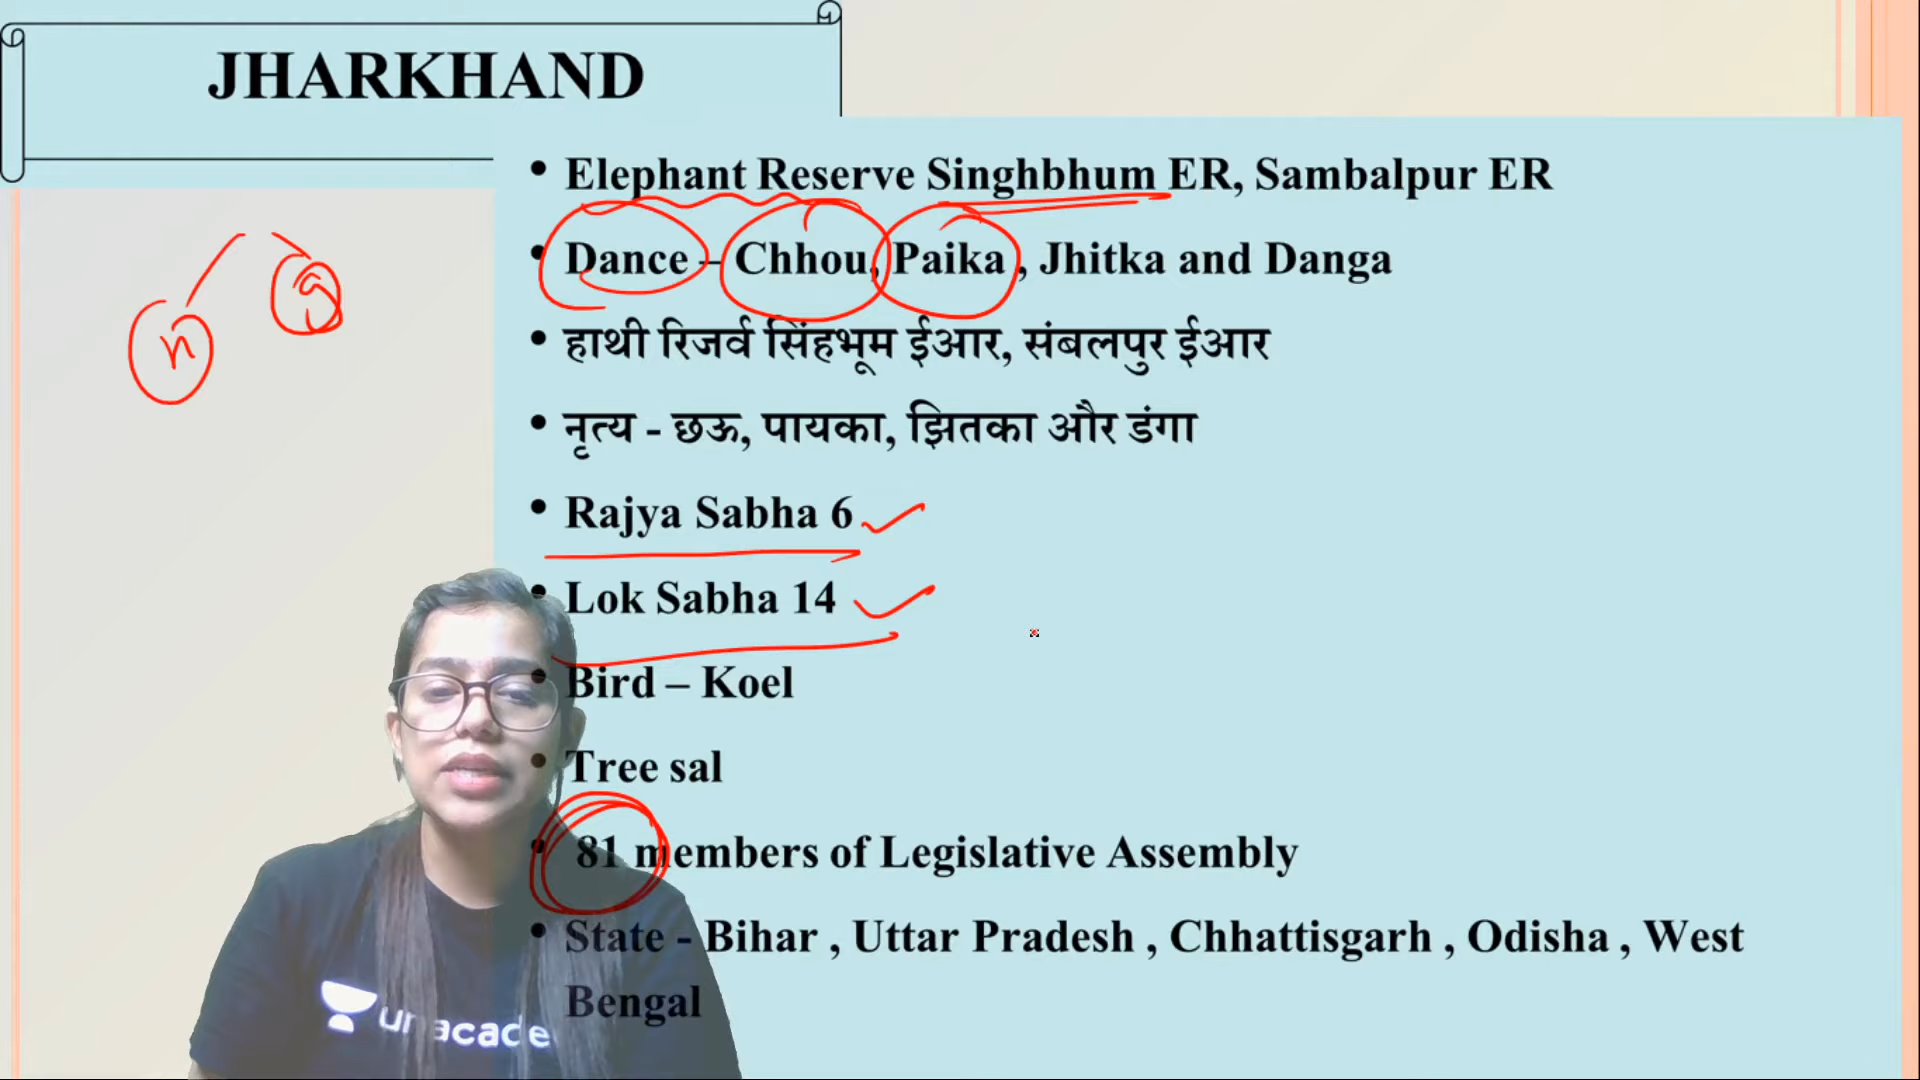 JHARKHAND
• Elephant Reserve Singhbhum ER, Sambalpur ER
• Dance – Chhou, Paika , Jhitka and Danga
• हाथी रिजर्व सिंहभूम ईआर, संबलपुर ईआर
• नृत्य - छऊ, पायका, झितका और डंगा
• Rajya Sabha 6
• Lok Sabha 14
• Bird – Koel
• Tree sal
• 81 members of Legislative Assembly
• State - Bihar , Uttar Pradesh , Chhattisgarh , Odisha , West
Bengal
n